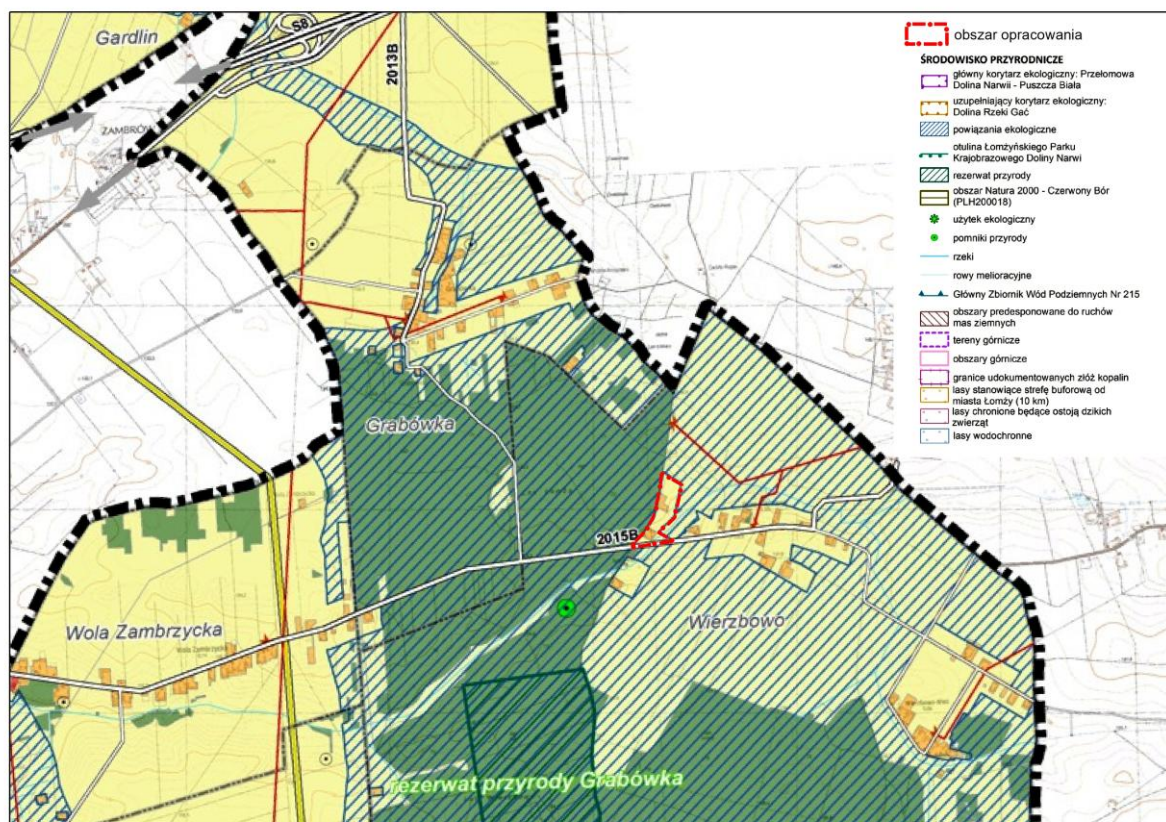 Gardlin
S8
2013B
ZAMBRÓW
Grabówka
2015B
Wola Zambrzycka
Wola Zambrzycka
Wierzbowo
rezerwat przyrody Grabówka
obszar opracowania
ŚRODOWISKO PRZYRODNICZE
główny korytarz ekologiczny: Przełomowa
Dolina Narwii - Puszcza Biała
uzupełniający korytarz ekologiczny:
Dolina Rzeki Gać
powiązania ekologiczne
otulina Łomżyńskiego Parku
Krajobrazowego Doliny Narwi
rezerwat przyrody
obszar Natura 2000 - Czerwony Bór
(PLH200018)
użytek ekologiczny
pomniki przyrody
rzeki
rowy melioracyjne
Główny Zbiornik Wód Podziemnych Nr 215
obszary predesponowane do ruchów
mas ziemnych
tereny górnicze
obszary górnicze
granice udokumentowanych złóż kopalin
lasy stanowiące strefę buforową od
miasta Łomży (10 km)
lasy chronione będące ostoją dzikich
zwierząt
lasy wodochronne